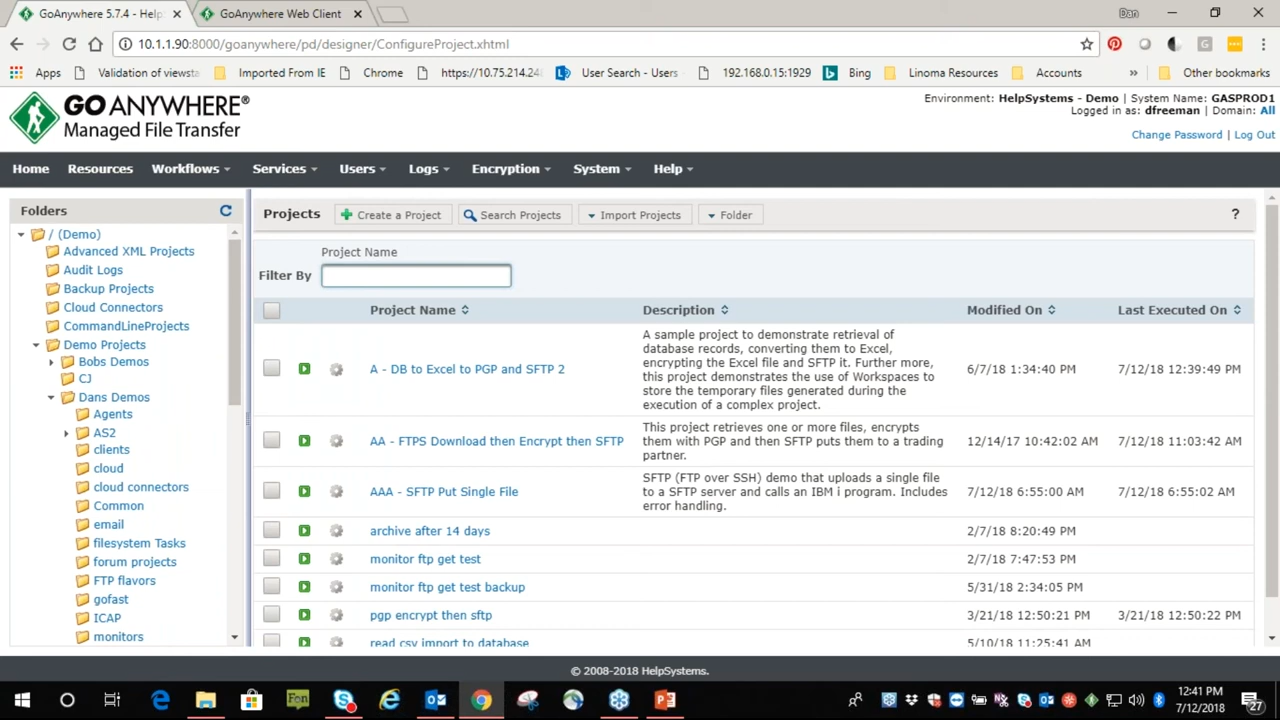 GoAnywhere 5.7.4 - Help
GoAnywhere Web Client
Dan
10.1.1.90:8000/goanywhere/pd/designer/ConfigureProject.xhtml
Apps
Validation of viewsta
Imported From IE
Chrome
https://10.75.214.24
User Search - Users
192.168.0.15:1929
Bing
Linoma Resources
Accounts
»
Other bookmarks
GO ANYWHERE®
Managed File Transfer
Environment: HelpSystems - Demo | System Name: GASPROD1
Logged in as: dfreeman | Domain: All
Change Password | Log Out
Home Resources Workflows Services Users Logs Encryption System Help
Folders
/ (Demo)
Advanced XML Projects
Audit Logs
Backup Projects
Cloud Connectors
CommandLineProjects
Demo Projects
Bobs Demos
CJ
Dans Demos
Agents
AS2
clients
cloud
cloud connectors
Common
email
filesystem Tasks
forum projects
FTP flavors
gofast
ICAP
monitors
Projects Create a Project Search Projects Import Projects Folder ?
Project Name
Filter By
Project Name Description Modified On Last Executed On
A - DB to Excel to PGP and SFTP 2
A sample project to demonstrate retrieval of
database records, converting them to Excel,
encrypting the Excel file and SFTP it. Further more,
this project demonstrates the use of Workspaces to
store the temporary files generated during the
execution of a complex project.
6/7/18 1:34:40 PM
7/12/18 12:39:49 PM
AA - FTPS Download then Encrypt then SFTP
This project retrieves one or more files, encrypts
them with PGP and then SFTP puts them to a trading
partner.
12/14/17 10:42:02 AM
7/12/18 11:03:42 AM
AAA - SFTP Put Single File
SFTP (FTP over SSH) demo that uploads a single file
to a SFTP server and calls an IBM i program. Includes
error handling.
7/12/18 6:55:00 AM
7/12/18 6:55:02 AM
archive after 14 days 2/7/18 8:20:49 PM
monitor ftp get test 2/7/18 7:47:53 PM
monitor ftp get test backup 5/31/18 2:34:05 PM
pgp encrypt then sftp 3/21/18 12:50:21 PM 3/21/18 12:50:22 PM
read csv import to database 5/10/18 11:25:41 AM
© 2008-2018 HelpSystems.
12:41 PM
7/12/2018
27